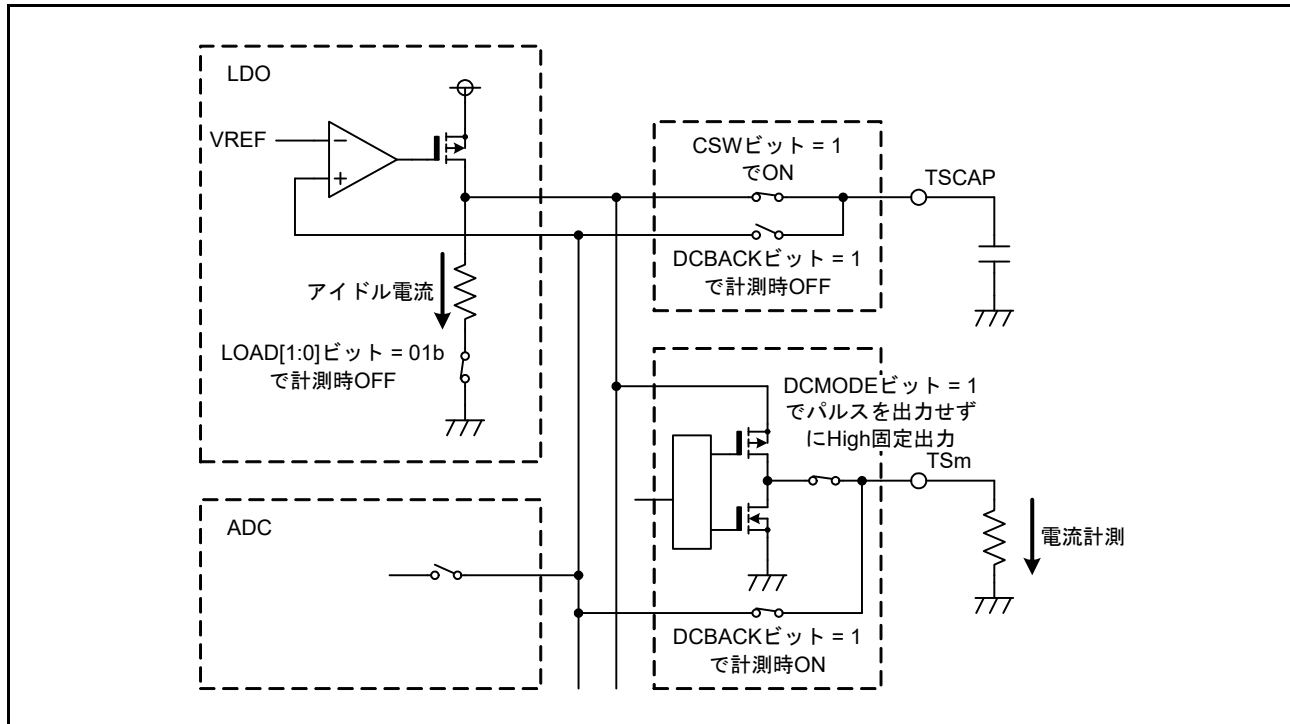 LDO
VREF
−
+
アイドル電流
LOAD[1:0]ビット = 01b
で計測時OFF
CSWビット = 1
でON
TSCAP
DCBACKビット = 1
で計測時OFF
ADC
DCMODEビット = 1
でパルスを出力せず
にHigh固定出力
TSm
電流計測
DCBACKビット = 1
で計測時ON